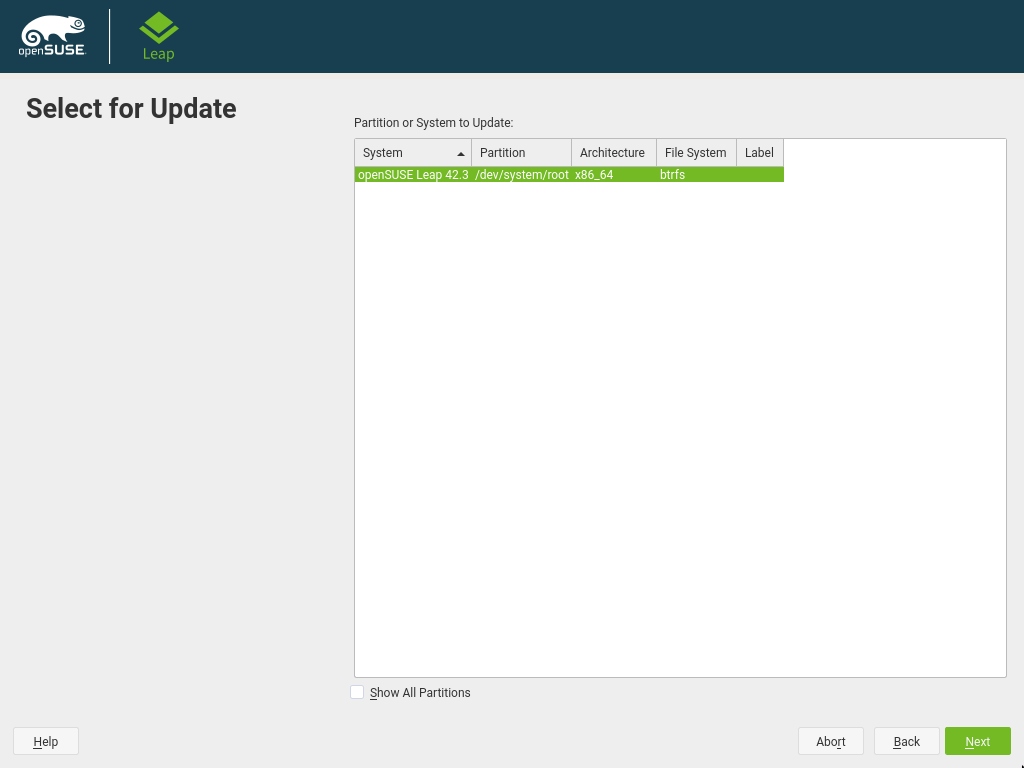 openSUSE
Leap
Select for Update
Partition or System to Update:
System Partition Architecture File System Label
openSUSE Leap 42.3 /dev/system/root x86_64 btrfs
Show All Partitions
Help Abort Back Next